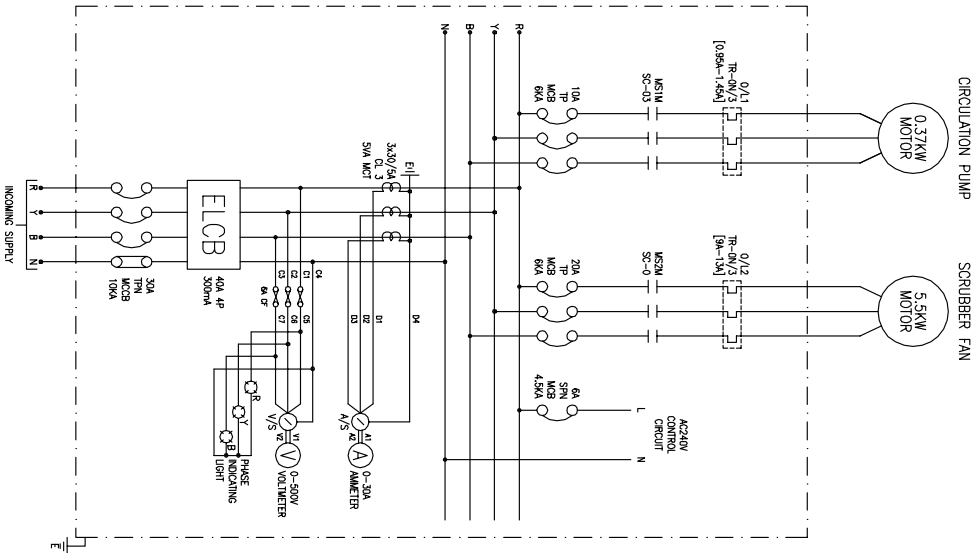 CIRCULATION PUMP
0.37KW
MOTOR
O/L1
TR-0N/3
[0.95A-1.45A]
MS1M
SC-03
10A
TP
MCB
6KA
SCRUBBER FAN
5.5KW
MOTOR
O/L2
TR-0N/3
[9A-13A]
MS2M
SC-0
20A
TP
MCB
6KA
AC240V
CONTROL
CIRCUIT
L
N
6A
SPN
MCB
4.5KA
R
Y
B
N
E
3x30/5A
CL 3
5VA MCT
D1
D2
D3
D4
A/S
A1
A2
A
0-30A
AMMETER
C4
C1
C2
C3
6A CF
C5
C6
C7
V/S
V1
V2
V
0-500V
VOLTMETER
R
Y
B
PHASE
INDICATING
LIGHT
ELCB
40A 4P
300mA
30A
TPN
MCCB
10KA
R
Y
B
N
INCOMING SUPPLY
E